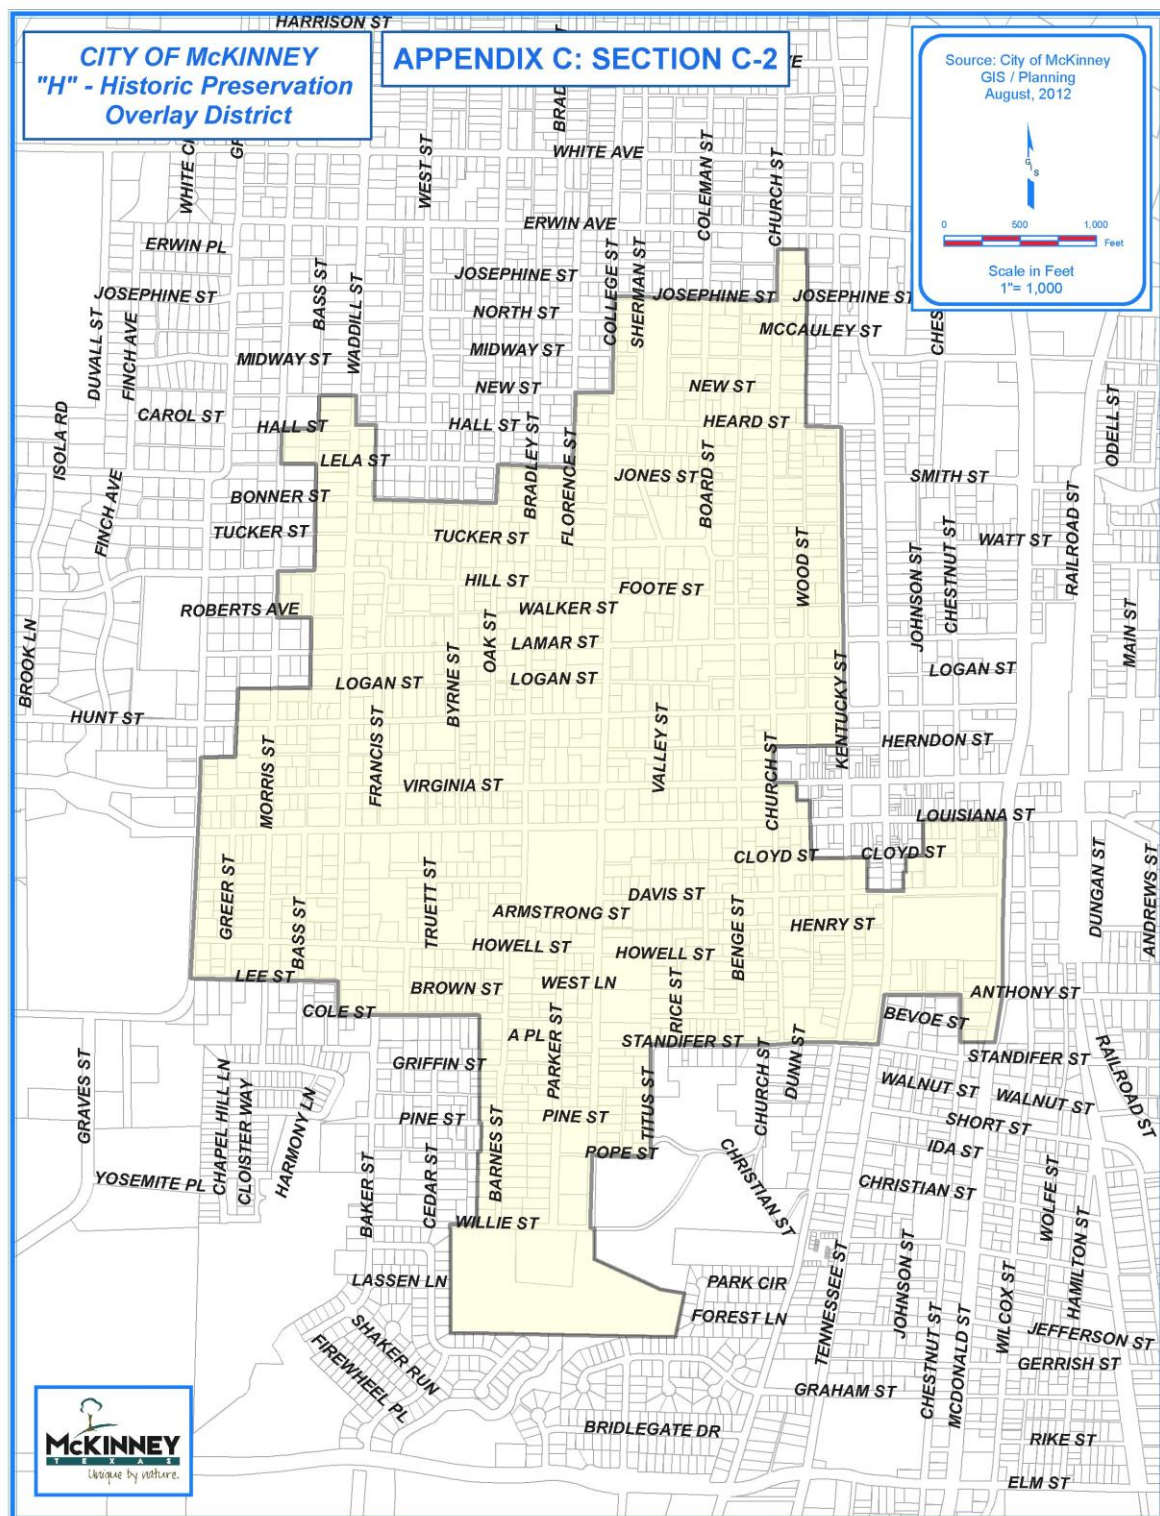 HARRISON ST
CITY OF McKINNEY
"H" - Historic Preservation
Overlay District
APPENDIX C: SECTION C-2
Source: City of McKinney
GIS / Planning
August, 2012
GIS
0 500 1,000
Feet
Scale in Feet
1"= 1,000
WHITE AVE
WEST ST
COLEMAN ST
CHURCH ST
ERWIN AVE
ERWIN PL
JOSEPHINE ST
BASS ST
WADDILL ST
JOSEPHINE ST
COLLEGE ST
SHERMAN ST
JOSEPHINE ST
JOSEPHINE ST
DUVALL ST
FINCH AVE
NORTH ST
MCCAULEY ST
MIDWAY ST
MIDWAY ST
NEW ST
NEW ST
CAROL ST
HALL ST
HALL ST
HEARD ST
ISOLA RD
ODELL ST
LELA ST
BRADLEY ST
FLORENCE ST
JONES ST
BOARD ST
SMITH ST
BONNER ST
FINCH AVE
TUCKER ST
TUCKER ST
WATT ST
RAILROAD ST
HILL ST
FOOTE ST
WOOD ST
JOHNSON ST
CHESTNUT ST
ROBERTS AVE
WALKER ST
BROOK LN
OAK ST
LAMAR ST
MAIN ST
LOGAN ST
BYRNE ST
LOGAN ST
LOGAN ST
HUNT ST
KENTUCKY ST
HERNDON ST
MORRIS ST
FRANCIS ST
VALLEY ST
CHURCH ST
VIRGINIA ST
LOUISIANA ST
CLOYD ST
CLOYD ST
GREER ST
TRUETT ST
DAVIS ST
DUNGAN ST
ANDREWS ST
BASS ST
ARMSTRONG ST
BENGE ST
HENRY ST
HOWELL ST
HOWELL ST
LEE ST
BROWN ST
WEST LN
RICE ST
ANTHONY ST
COLE ST
BEVOE ST
A PL
PARKER ST
STANDIFER ST
GRAVES ST
GRIFFIN ST
CHURCH ST
DUNN ST
STANDIFER ST
RAILROAD ST
CHAPEL HILL LN
CLOISTER WAY
HARMONY LN
TITUS ST
WALNUT ST
WALNUT ST
PINE ST
PINE ST
SHORT ST
BARNES ST
POPE ST
IDA ST
YOSEMITE PL
BAKER ST
CEDAR ST
CHRISTIAN ST
CHRISTIAN ST
WOLFE ST
WILLIE ST
HAMILTON ST
LASSEN LN
PARK CIR
TENNESSEE ST
JOHNSON ST
WILCOX ST
SHAKER RUN
FIREWHEEL PL
FOREST LN
CHESTNUT ST
MCDONALD ST
JEFFERSON ST
GERRISH ST
GRAHAM ST
BRIDLEGATE DR
RIKE ST
ELM ST
McKINNEY
TEXAS
Unique by nature.